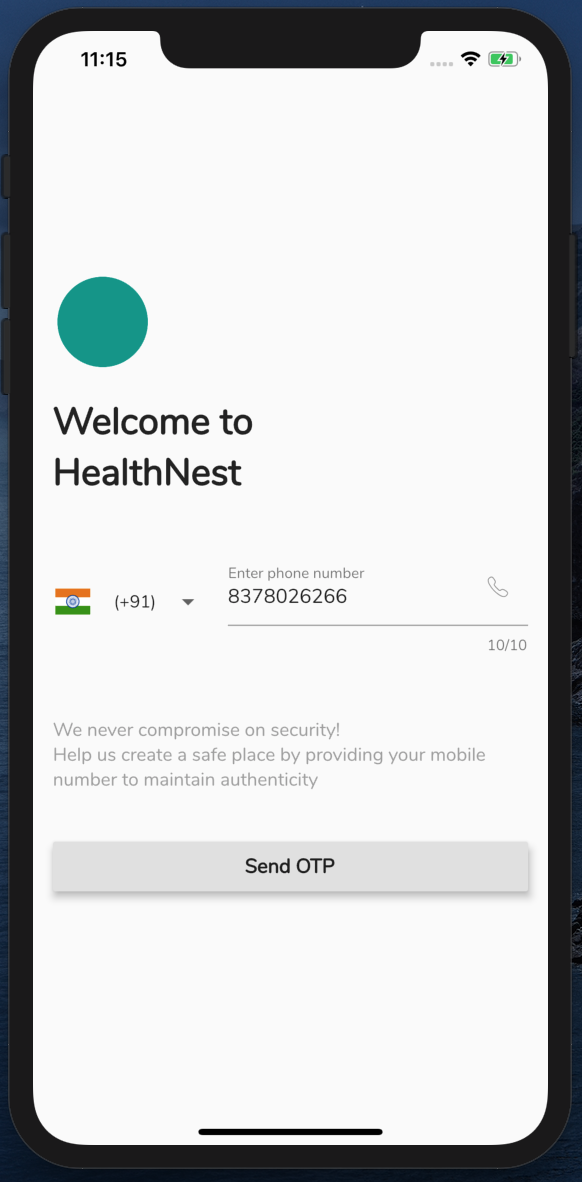 11:15
Welcome to
HealthNest
Enter phone number
(+91)
8378026266
10/10
We never compromise on security!
Help us create a safe place by providing your mobile
number to maintain authenticity
Send OTP